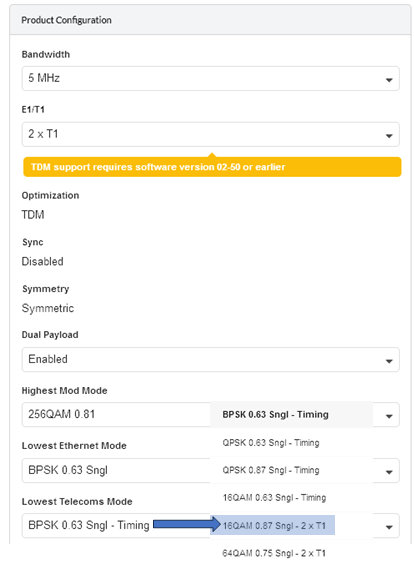 Product Configuration
Bandwidth
5 MHz
E1/T1
2 x T1
TDM support requires software version 02-50 or earlier
Optimization
TDM
Sync
Disabled
Symmetry
Symmetric
Dual Payload
Enabled
Highest Mod Mode
256QAM 0.81
Lowest Ethernet Mode
BPSK 0.63 Sngl
Lowest Telecoms Mode
BPSK 0.63 Sngl - Timing
BPSK 0.63 Sngl - Timing
QPSK 0.63 Sngl - Timing
QPSK 0.87 Sngl - Timing
16QAM 0.63 Sngl - Timing
16QAM 0.87 Sngl - 2 x T1
64QAM 0.75 Sngl - 2 x T1